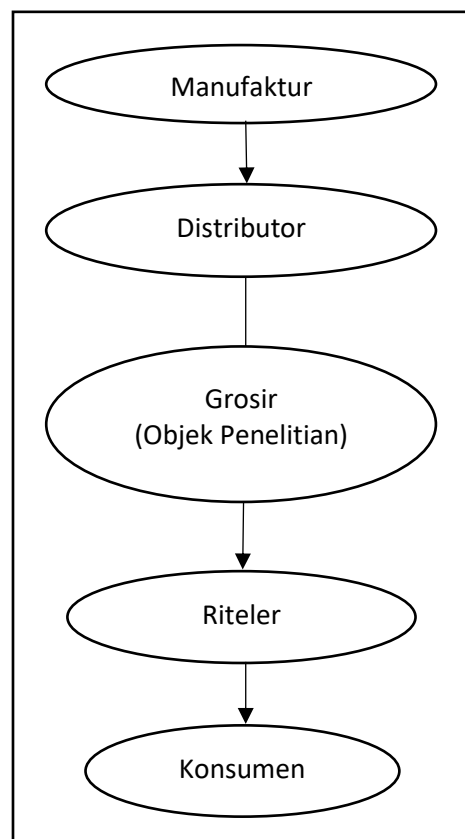 Manufaktur
Distributor
Grosir
(Objek Penelitian)
Riteler
Konsumen